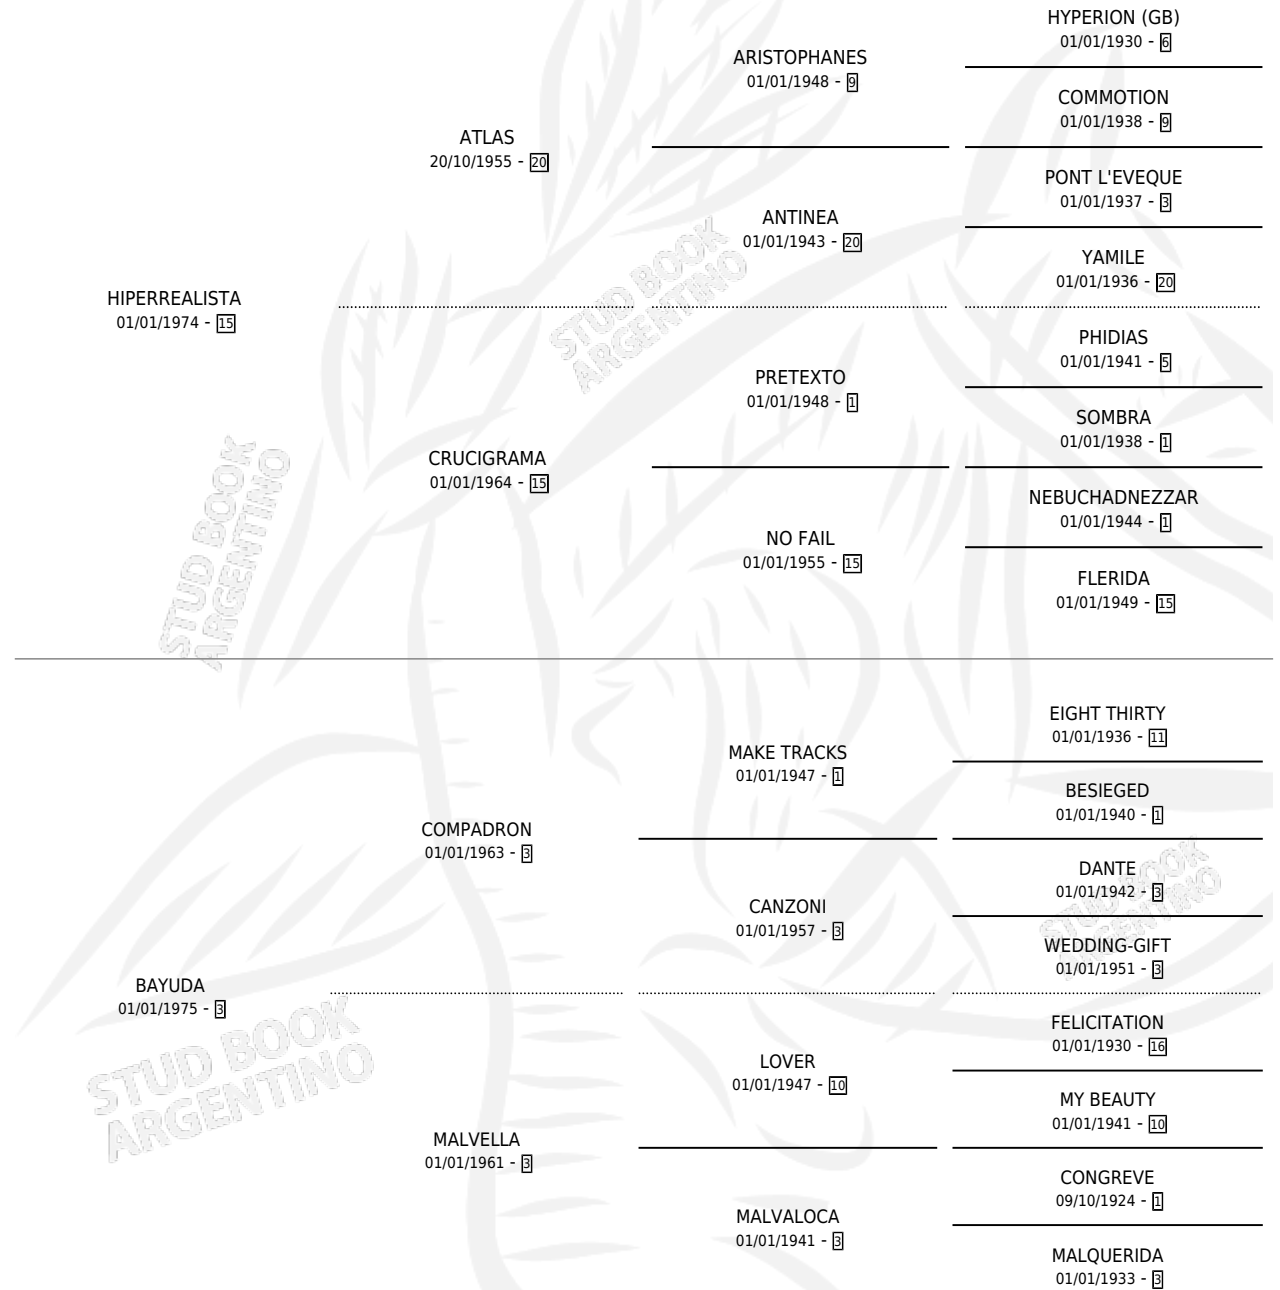 HIPERREALISTA
01/01/1974 - 15
ATLAS
20/10/1955 - 20
CRUCIGRAMA
01/01/1964 - 15
ARISTOPHANES
01/01/1948 - 9
ANTINEA
01/01/1943 - 20
PRETEXTO
01/01/1948 - 1
NO FAIL
01/01/1955 - 15
HYPERION (GB)
01/01/1930 - 6
COMMOTION
01/01/1938 - 9
PONT L'EVEQUE
01/01/1937 - 3
YAMILE
01/01/1936 - 20
PHIDIAS
01/01/1941 - 5
SOMBRA
01/01/1938 - 1
NEBUCHADNEZZAR
01/01/1944 - 1
FLERIDA
01/01/1949 - 15
BAYUDA
01/01/1975 - 3
COMPADRON
01/01/1963 - 3
MALVELLA
01/01/1961 - 3
MAKE TRACKS
01/01/1947 - 1
CANZONI
01/01/1957 - 3
LOVER
01/01/1947 - 10
MALVALOCA
01/01/1941 - 3
EIGHT THIRTY
01/01/1936 - 11
BESIEGED
01/01/1940 - 1
DANTE
01/01/1942 - 3
WEDDING-GIFT
01/01/1951 - 3
FELICITATION
01/01/1930 - 16
MY BEAUTY
01/01/1941 - 10
CONGREVE
09/10/1924 - 1
MALQUERIDA
01/01/1933 - 3
STUD BOOK
ARGENTINO
STUD BOOK
ARGENTINO
STUD BOOK
ARGENTINO
STUD BOOK
ARGENTINO